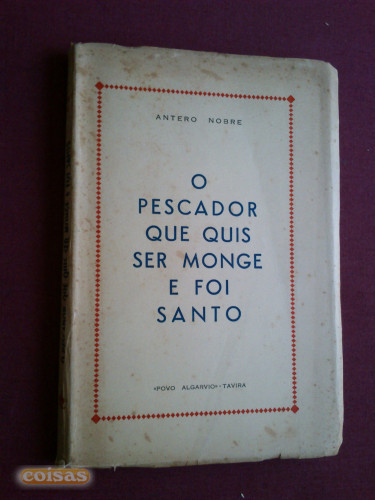 ANTERO NOBRE
O
PESCADOR
QUE QUIS
SER MONGE
E FOI
SANTO
«POVO ALGARVIO» - TAVIRA
coisas